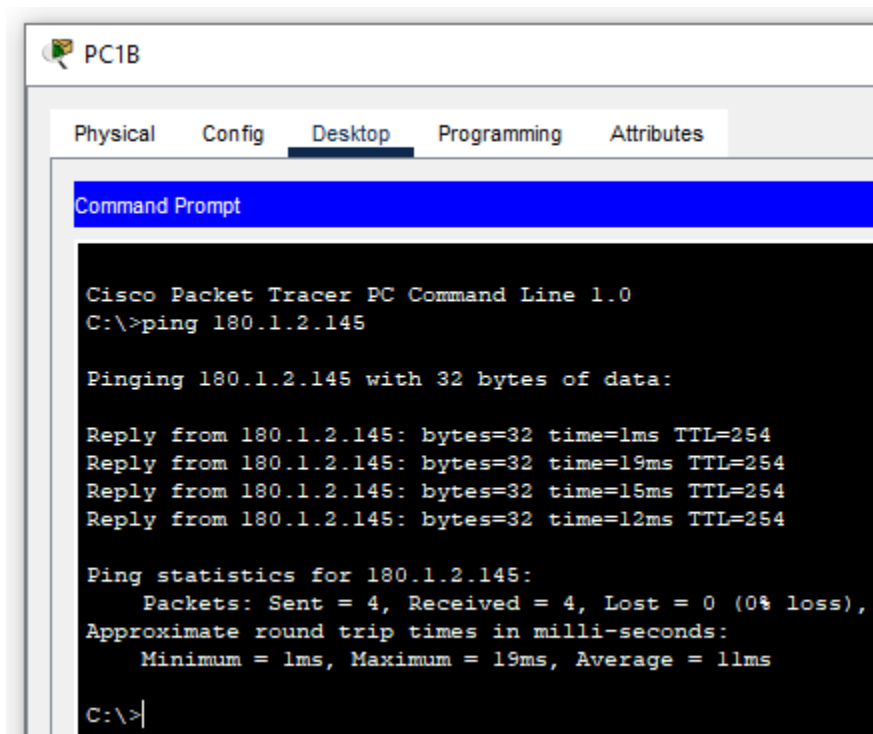 PC1B
Physical Config Desktop Programming Attributes
Command Prompt
Cisco Packet Tracer PC Command Line 1.0
C:\>ping 180.1.2.145
Pinging 180.1.2.145 with 32 bytes of data:
Reply from 180.1.2.145: bytes=32 time=1ms TTL=254
Reply from 180.1.2.145: bytes=32 time=19ms TTL=254
Reply from 180.1.2.145: bytes=32 time=15ms TTL=254
Reply from 180.1.2.145: bytes=32 time=12ms TTL=254
Ping statistics for 180.1.2.145:
Packets: Sent = 4, Received = 4, Lost = 0 (0% loss),
Approximate round trip times in milli-seconds:
Minimum = 1ms, Maximum = 19ms, Average = 11ms
C:\>